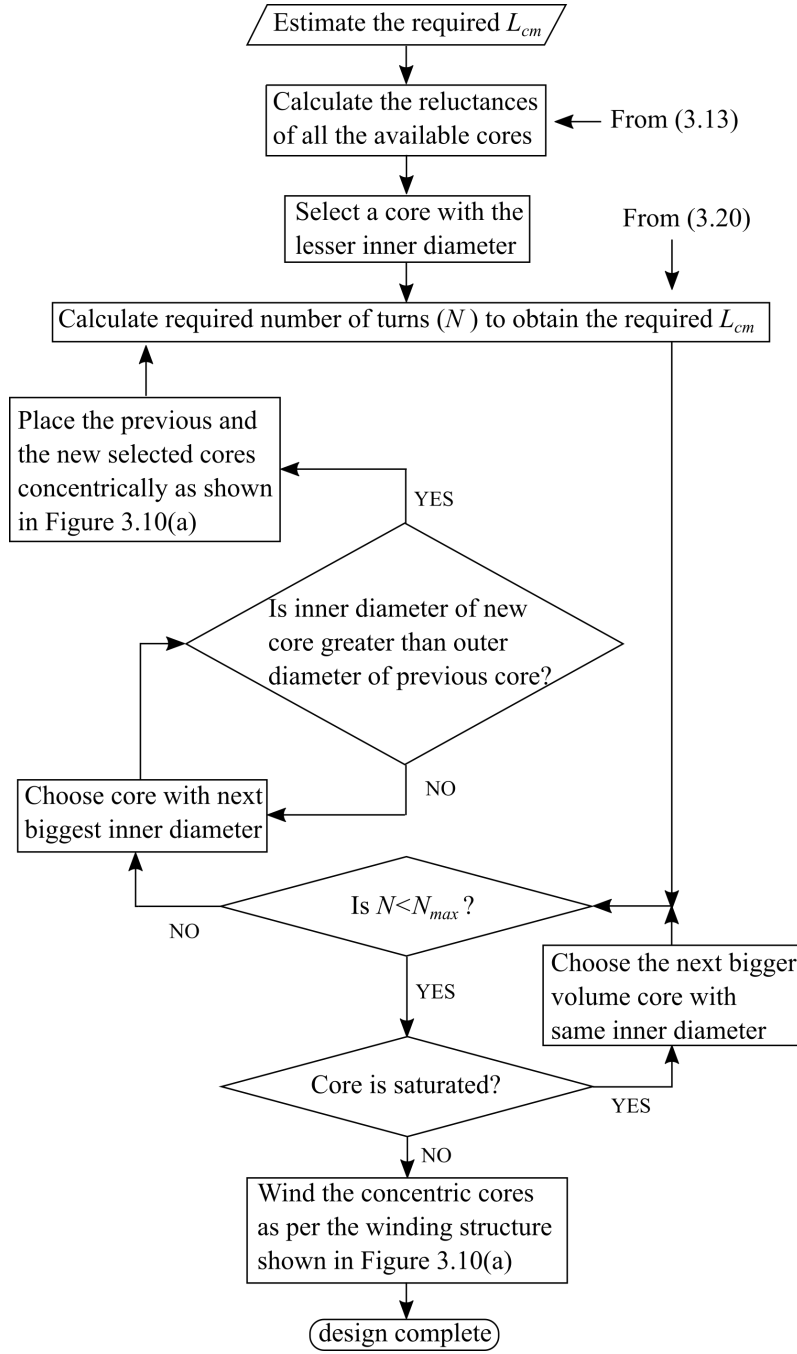 Estimate the required L_cm
Calculate the reluctances
of all the available cores
From (3.13)
Select a core with the
lesser inner diameter
From (3.20)
Calculate required number of turns (N ) to obtain the required L_cm
Place the previous and
the new selected cores
concentrically as shown
in Figure 3.10(a)
YES
Is inner diameter of new
core greater than outer
diameter of previous core?
NO
Choose core with next
biggest inner diameter
Is N<N_max ?
NO
YES
Choose the next bigger
volume core with
same inner diameter
Core is saturated?
YES
NO
Wind the concentric cores
as per the winding structure
shown in Figure 3.10(a)
design complete